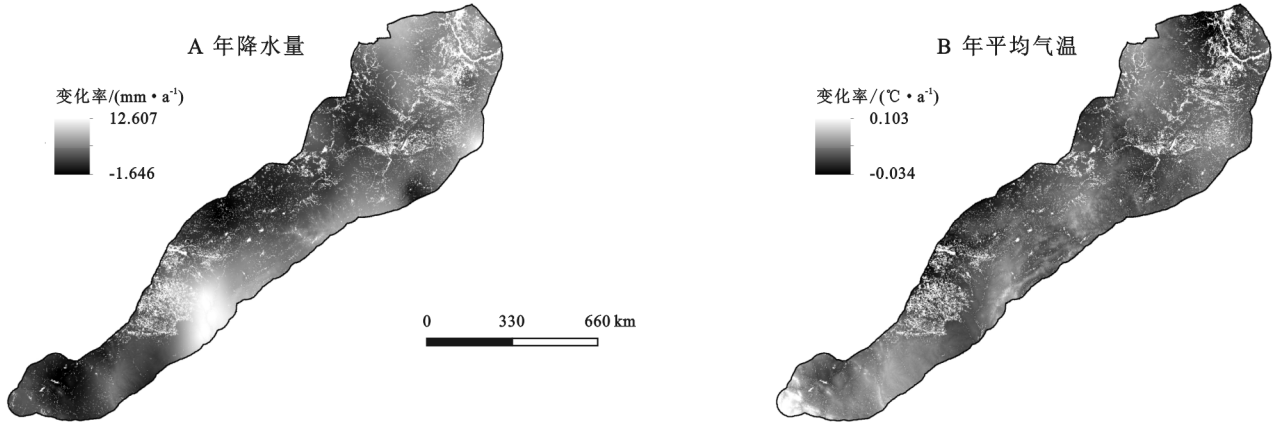 A 年降水量
变化率/(mm·a⁻¹)
12.607
-1.646
0 330 660 km
B 年平均气温
变化率/(℃·a⁻¹)
0.103
-0.034